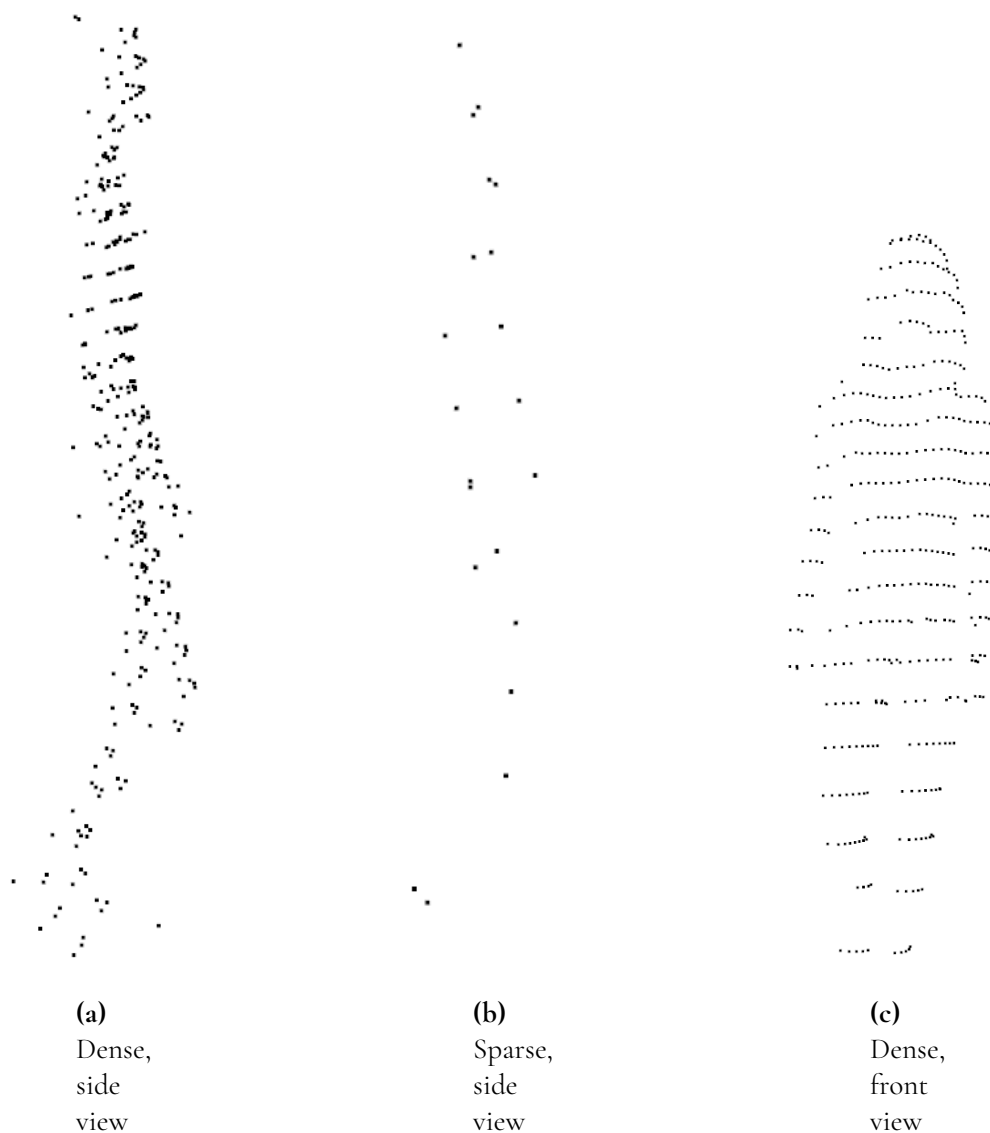 (a)
Dense,
side
view
(b)
Sparse,
side
view
(c)
Dense,
front
view